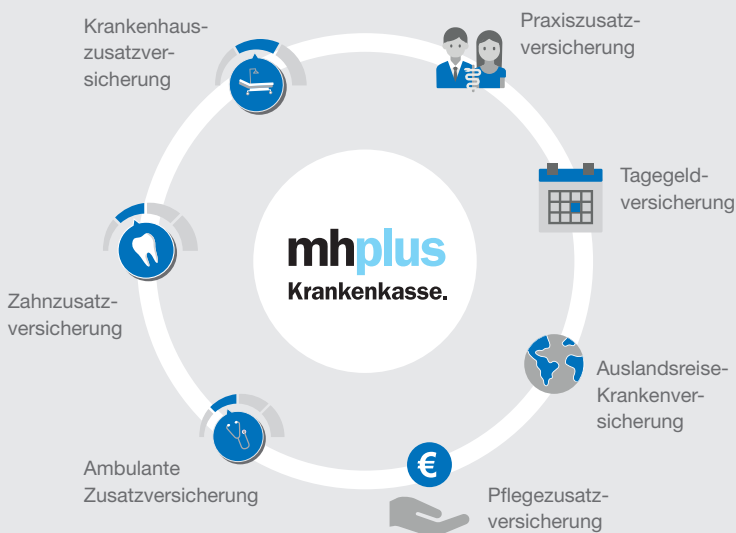 Krankenhaus-
zusatzver-
sicherung
Praxiszusatz-
versicherung
Tagegeld-
versicherung
mhplus
Krankenkasse.
Zahnzusatz-
versicherung
Auslandsreise-
Krankenver-
sicherung
Ambulante
Zusatzversicherung
€
Pflegezusatz-
versicherung